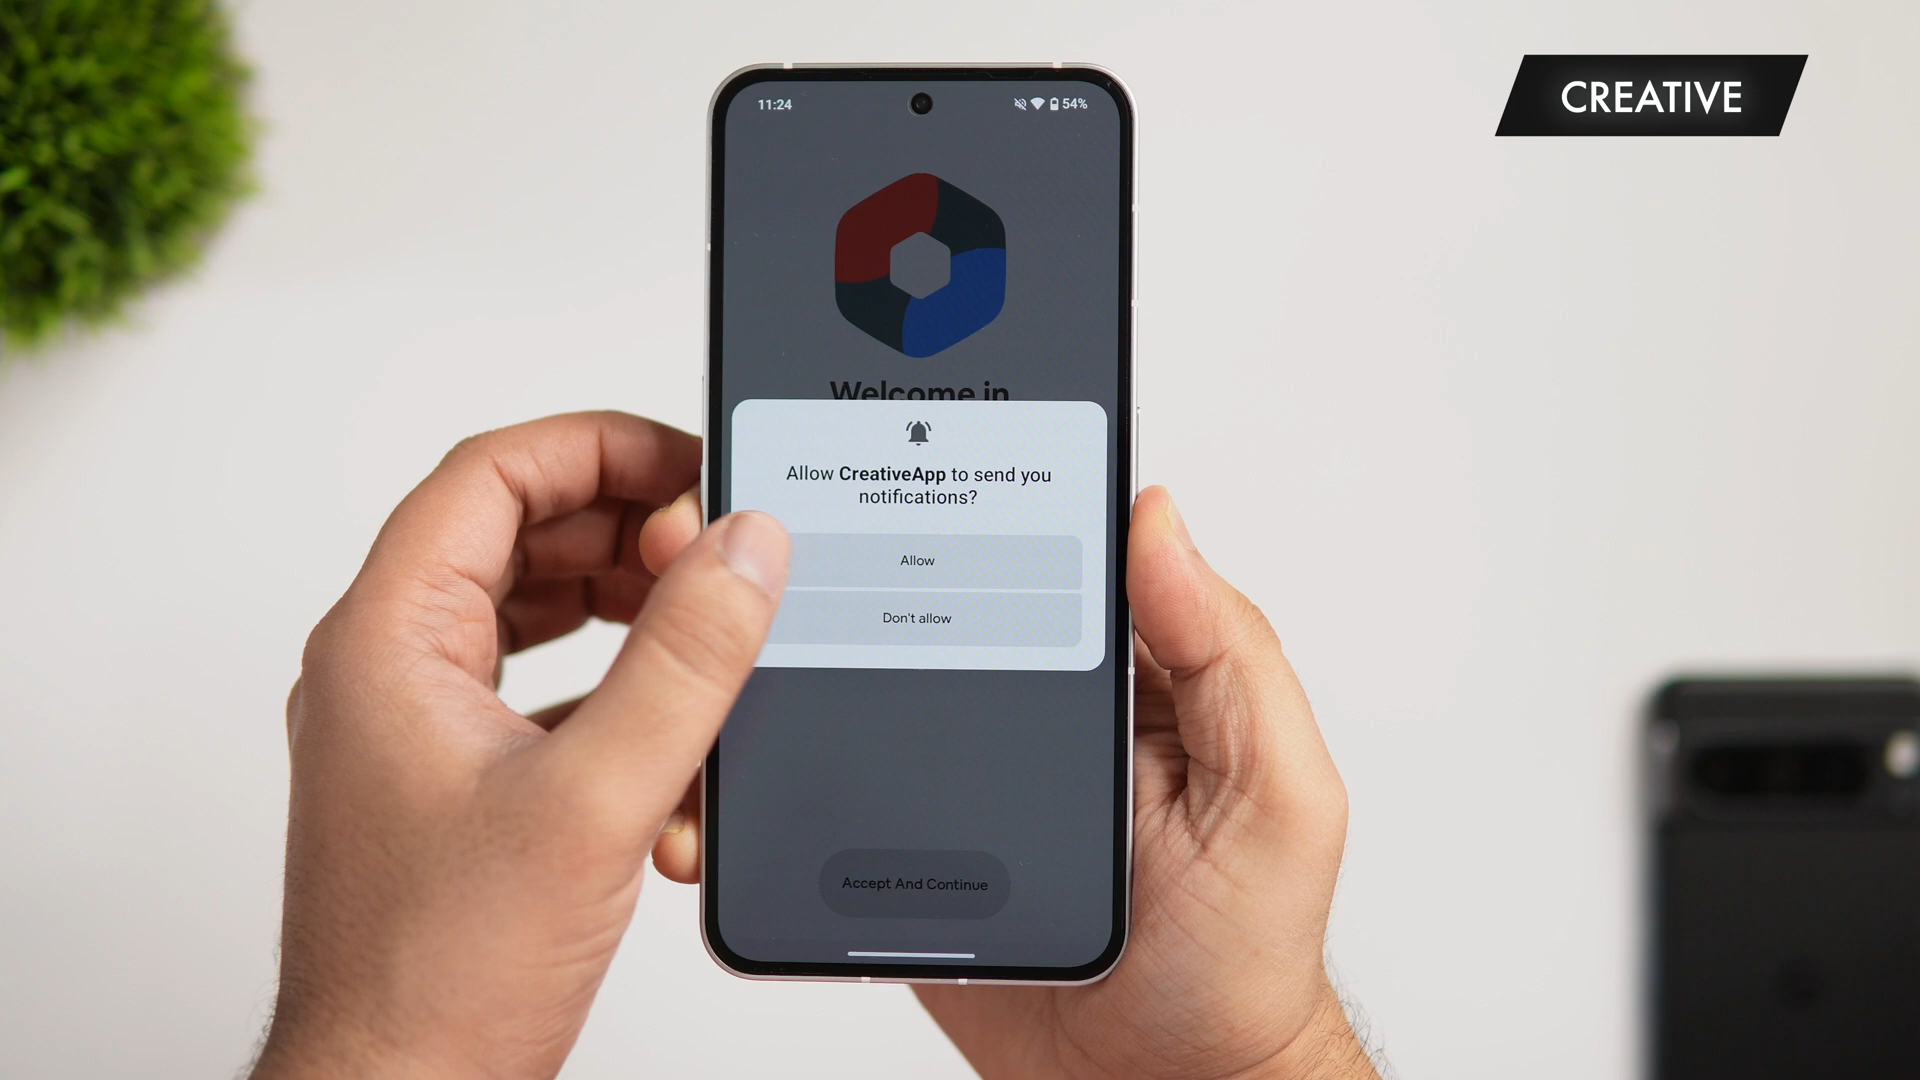 CREATIVE
11:24
54%
Welcome in
Allow CreativeApp to send you
notifications?
Allow
Don't allow
Accept And Continue